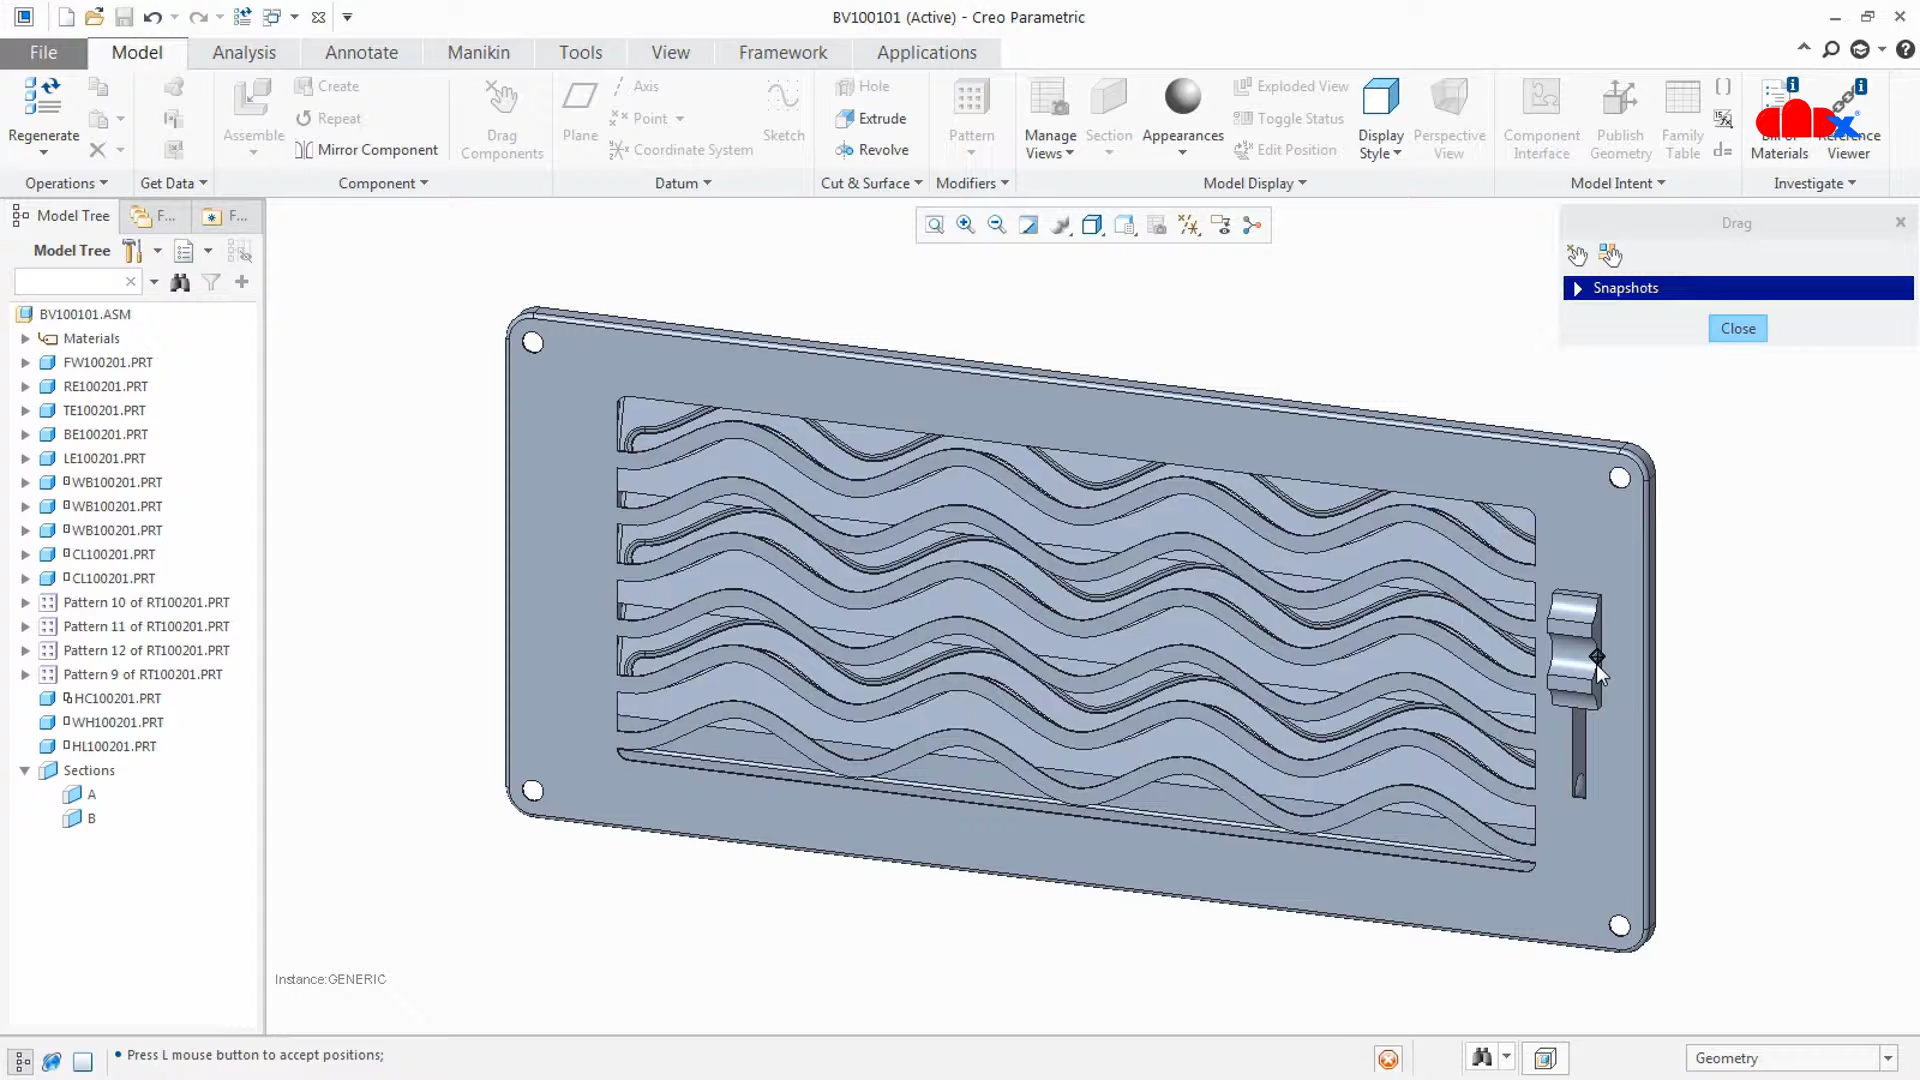 BV100101 (Active) - Creo Parametric
File Model Analysis Annotate Manikin Tools View Framework Applications
Regenerate
Assemble
Create
Repeat
Mirror Component
Drag Components
Plane
Axis
Point
Coordinate System
Sketch
Hole
Extrude
Revolve
Pattern
Manage Views
Section
Appearances
Exploded View
Toggle Status
Edit Position
Display Style
Perspective View
Component Interface
Publish Geometry
Family Table
Materials
Viewer
Operations Get Data Component Datum Cut & Surface Modifiers Model Display Model Intent Investigate
Model Tree F... F...
Model Tree
BV100101.ASM
Materials
FW100201.PRT
RE100201.PRT
TE100201.PRT
BE100201.PRT
LE100201.PRT
WB100201.PRT
WB100201.PRT
WB100201.PRT
CL100201.PRT
CL100201.PRT
Pattern 10 of RT100201.PRT
Pattern 11 of RT100201.PRT
Pattern 12 of RT100201.PRT
Pattern 9 of RT100201.PRT
HC100201.PRT
WH100201.PRT
HL100201.PRT
Sections
A
B
Drag
Snapshots
Close
Instance:GENERIC
Press L mouse button to accept positions;
Geometry